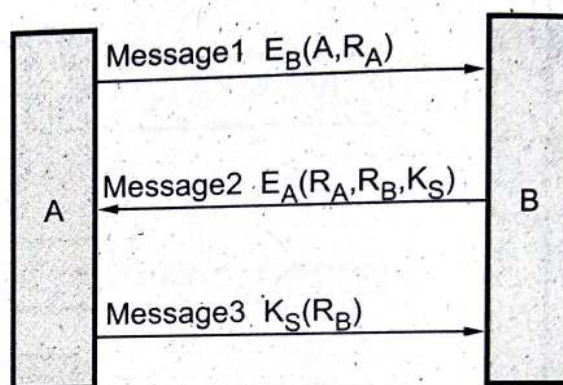 Message1 E_B(A,R_A)
A
Message2 E_A(R_A,R_B,K_S)
B
Message3 K_S(R_B)